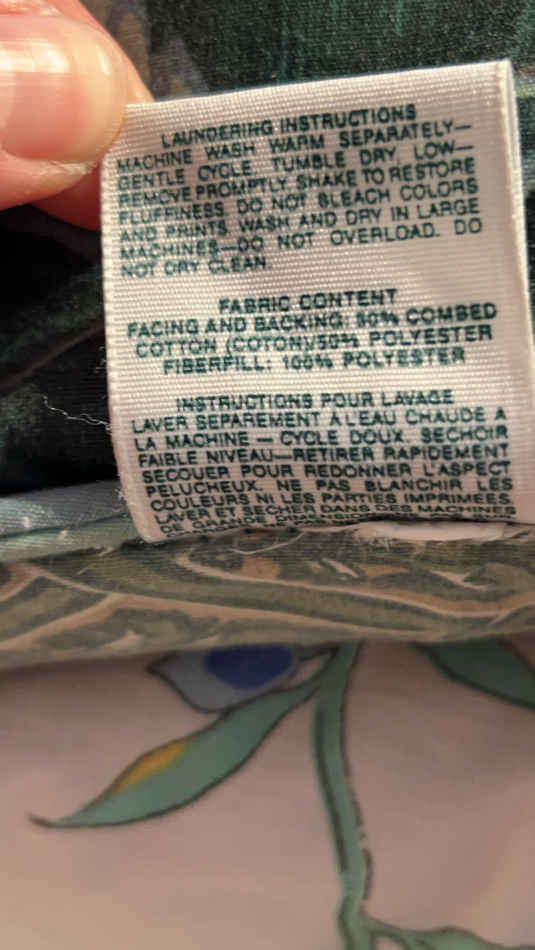 LAUNDERING INSTRUCTIONS
MACHINE WASH WARM SEPARATELY—
GENTLE CYCLE. TUMBLE DRY, LOW—
REMOVE PROMPTLY, SHAKE TO RESTORE
FLUFFINESS. DO NOT BLEACH COLORS
AND PRINTS. WASH AND DRY IN LARGE
MACHINES—DO NOT OVERLOAD. DO
NOT DRY CLEAN.
FABRIC CONTENT
FACING AND BACKING: 50% COMBED
COTTON (COTON)/50% POLYESTER
FIBERFILL: 100% POLYESTER
INSTRUCTIONS POUR LAVAGE
LAVER SEPAREMENT A L'EAU CHAUDE A
LA MACHINE — CYCLE DOUX. SECHOIR
FAIBLE NIVEAU—RETIRER RAPIDEMENT
SECOUER POUR REDONNER L'ASPECT
PELUCHEUX. NE PAS BLANCHIR LES
COULEURS NI LES PARTIES IMPRIMEES.
LAVER ET SECHER DANS DES MACHINES
DE GRANDE